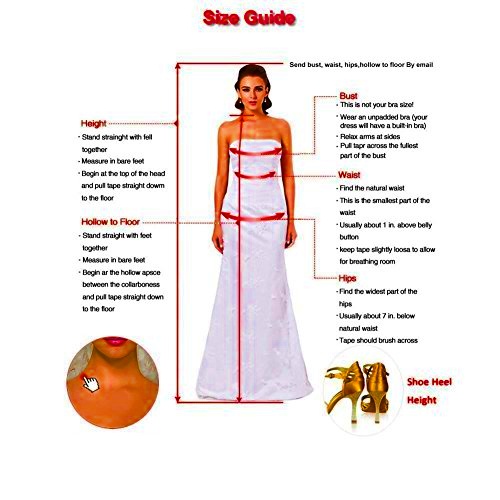 Size Guide
Send bust, waist, hips,hollow to floor By email
Height
· Stand strainght with fell
together
· Measure in bare feet
· Begin at the top of the head
and pull tape straight down
to the floor
Hollow to Floor
· Stand straight with feet
together
· Measure in bare feet
· Begin ar the hollow apsce
between the collarboness
and pull tape straight down
to the floor
Bust
· This is not your bra size!
· Wear an unpadded bra (your
dress will have a built-in bra)
· Relax arms at sides
· Pull tapr across the fullest
part of the bust
Waist
· Find the natural waist
· This is the smallest part of the
waist
· Usually about 1 in. above belly
button
· keep tape slightly loosa to allow
for breathing room
Hips
· Find the widest part of the
hips
· Usually about 7 in. below
natural waist
· Tape should brush across
Shoe Heel
Height